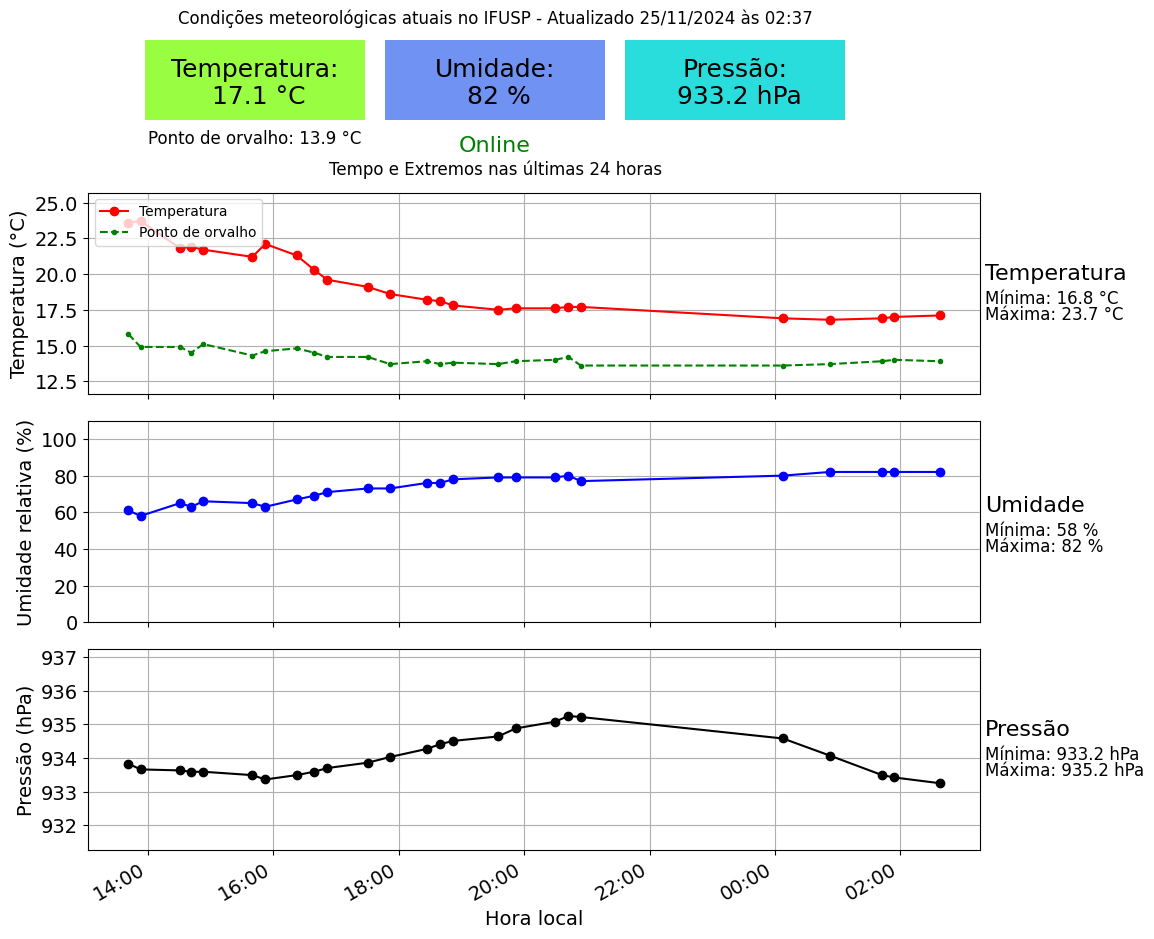 Condições meteorológicas atuais no IFUSP - Atualizado 25/11/2024 às 02:37
Temperatura:
17.1 °C
Umidade:
82 %
Pressão:
933.2 hPa
Ponto de orvalho: 13.9 °C
Online
Tempo e Extremos nas últimas 24 horas
Temperatura (°C)
25.0
22.5
20.0
17.5
15.0
12.5
Temperatura
Ponto de orvalho
Temperatura
Mínima: 16.8 °C
Máxima: 23.7 °C
Umidade relativa (%)
100
80
60
40
20
0
Umidade
Mínima: 58 %
Máxima: 82 %
Pressão (hPa)
937
936
935
934
933
932
Pressão
Mínima: 933.2 hPa
Máxima: 935.2 hPa
14:00
16:00
18:00
20:00
22:00
00:00
02:00
Hora local